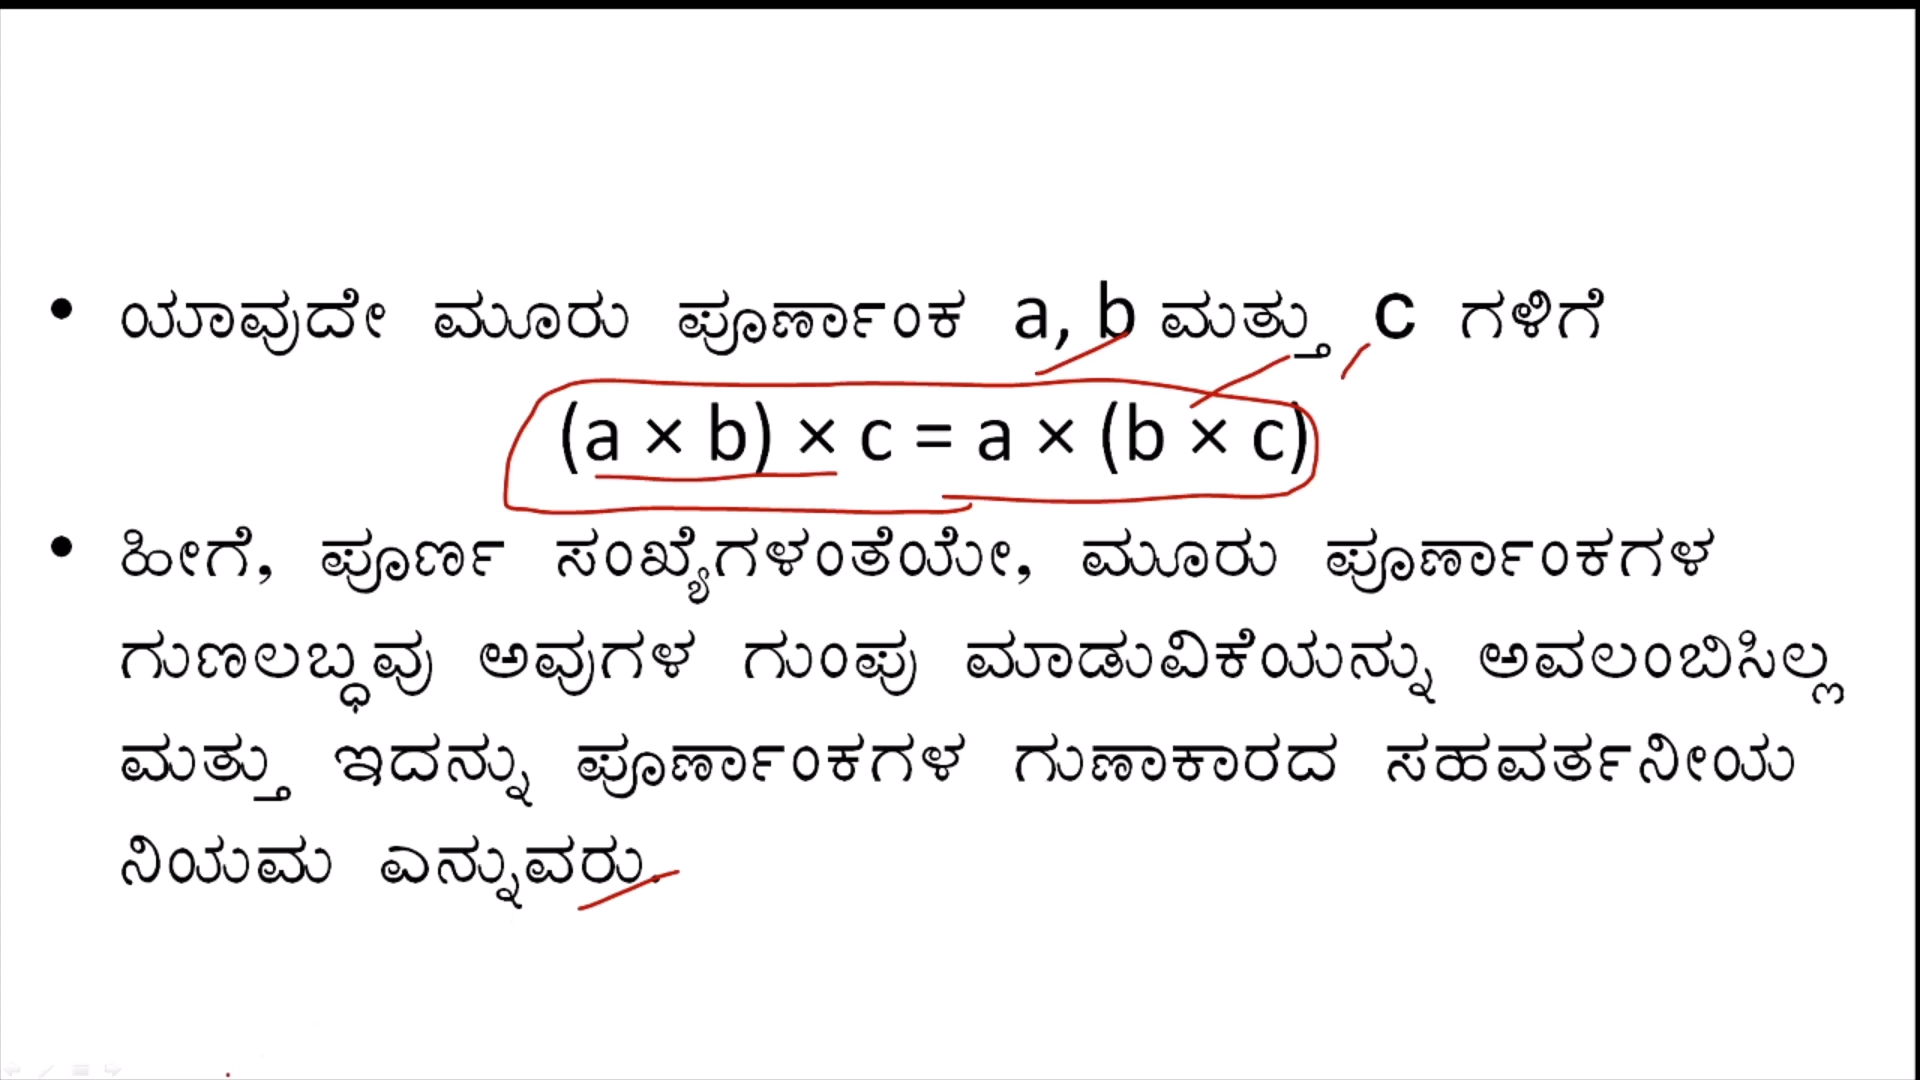 • ಯಾವುದೇ ಮೂರು ಪೂರ್ಣಾಂಕ a, b ಮತ್ತು c ಗಳಿಗೆ
(a × b) × c = a × (b × c)
• ಹೀಗೆ, ಪೂರ್ಣ ಸಂಖ್ಯೆಗಳಂತೆಯೇ, ಮೂರು ಪೂರ್ಣಾಂಕಗಳ
ಗುಣಲಬ್ಧವು ಅವುಗಳ ಗುಂಪು ಮಾಡುವಿಕೆಯನ್ನು ಅವಲಂಬಿಸಿಲ್ಲ
ಮತ್ತು ಇದನ್ನು ಪೂರ್ಣಾಂಕಗಳ ಗುಣಾಕಾರದ ಸಹವರ್ತನೀಯ
ನಿಯಮ ಎನ್ನುವರು.